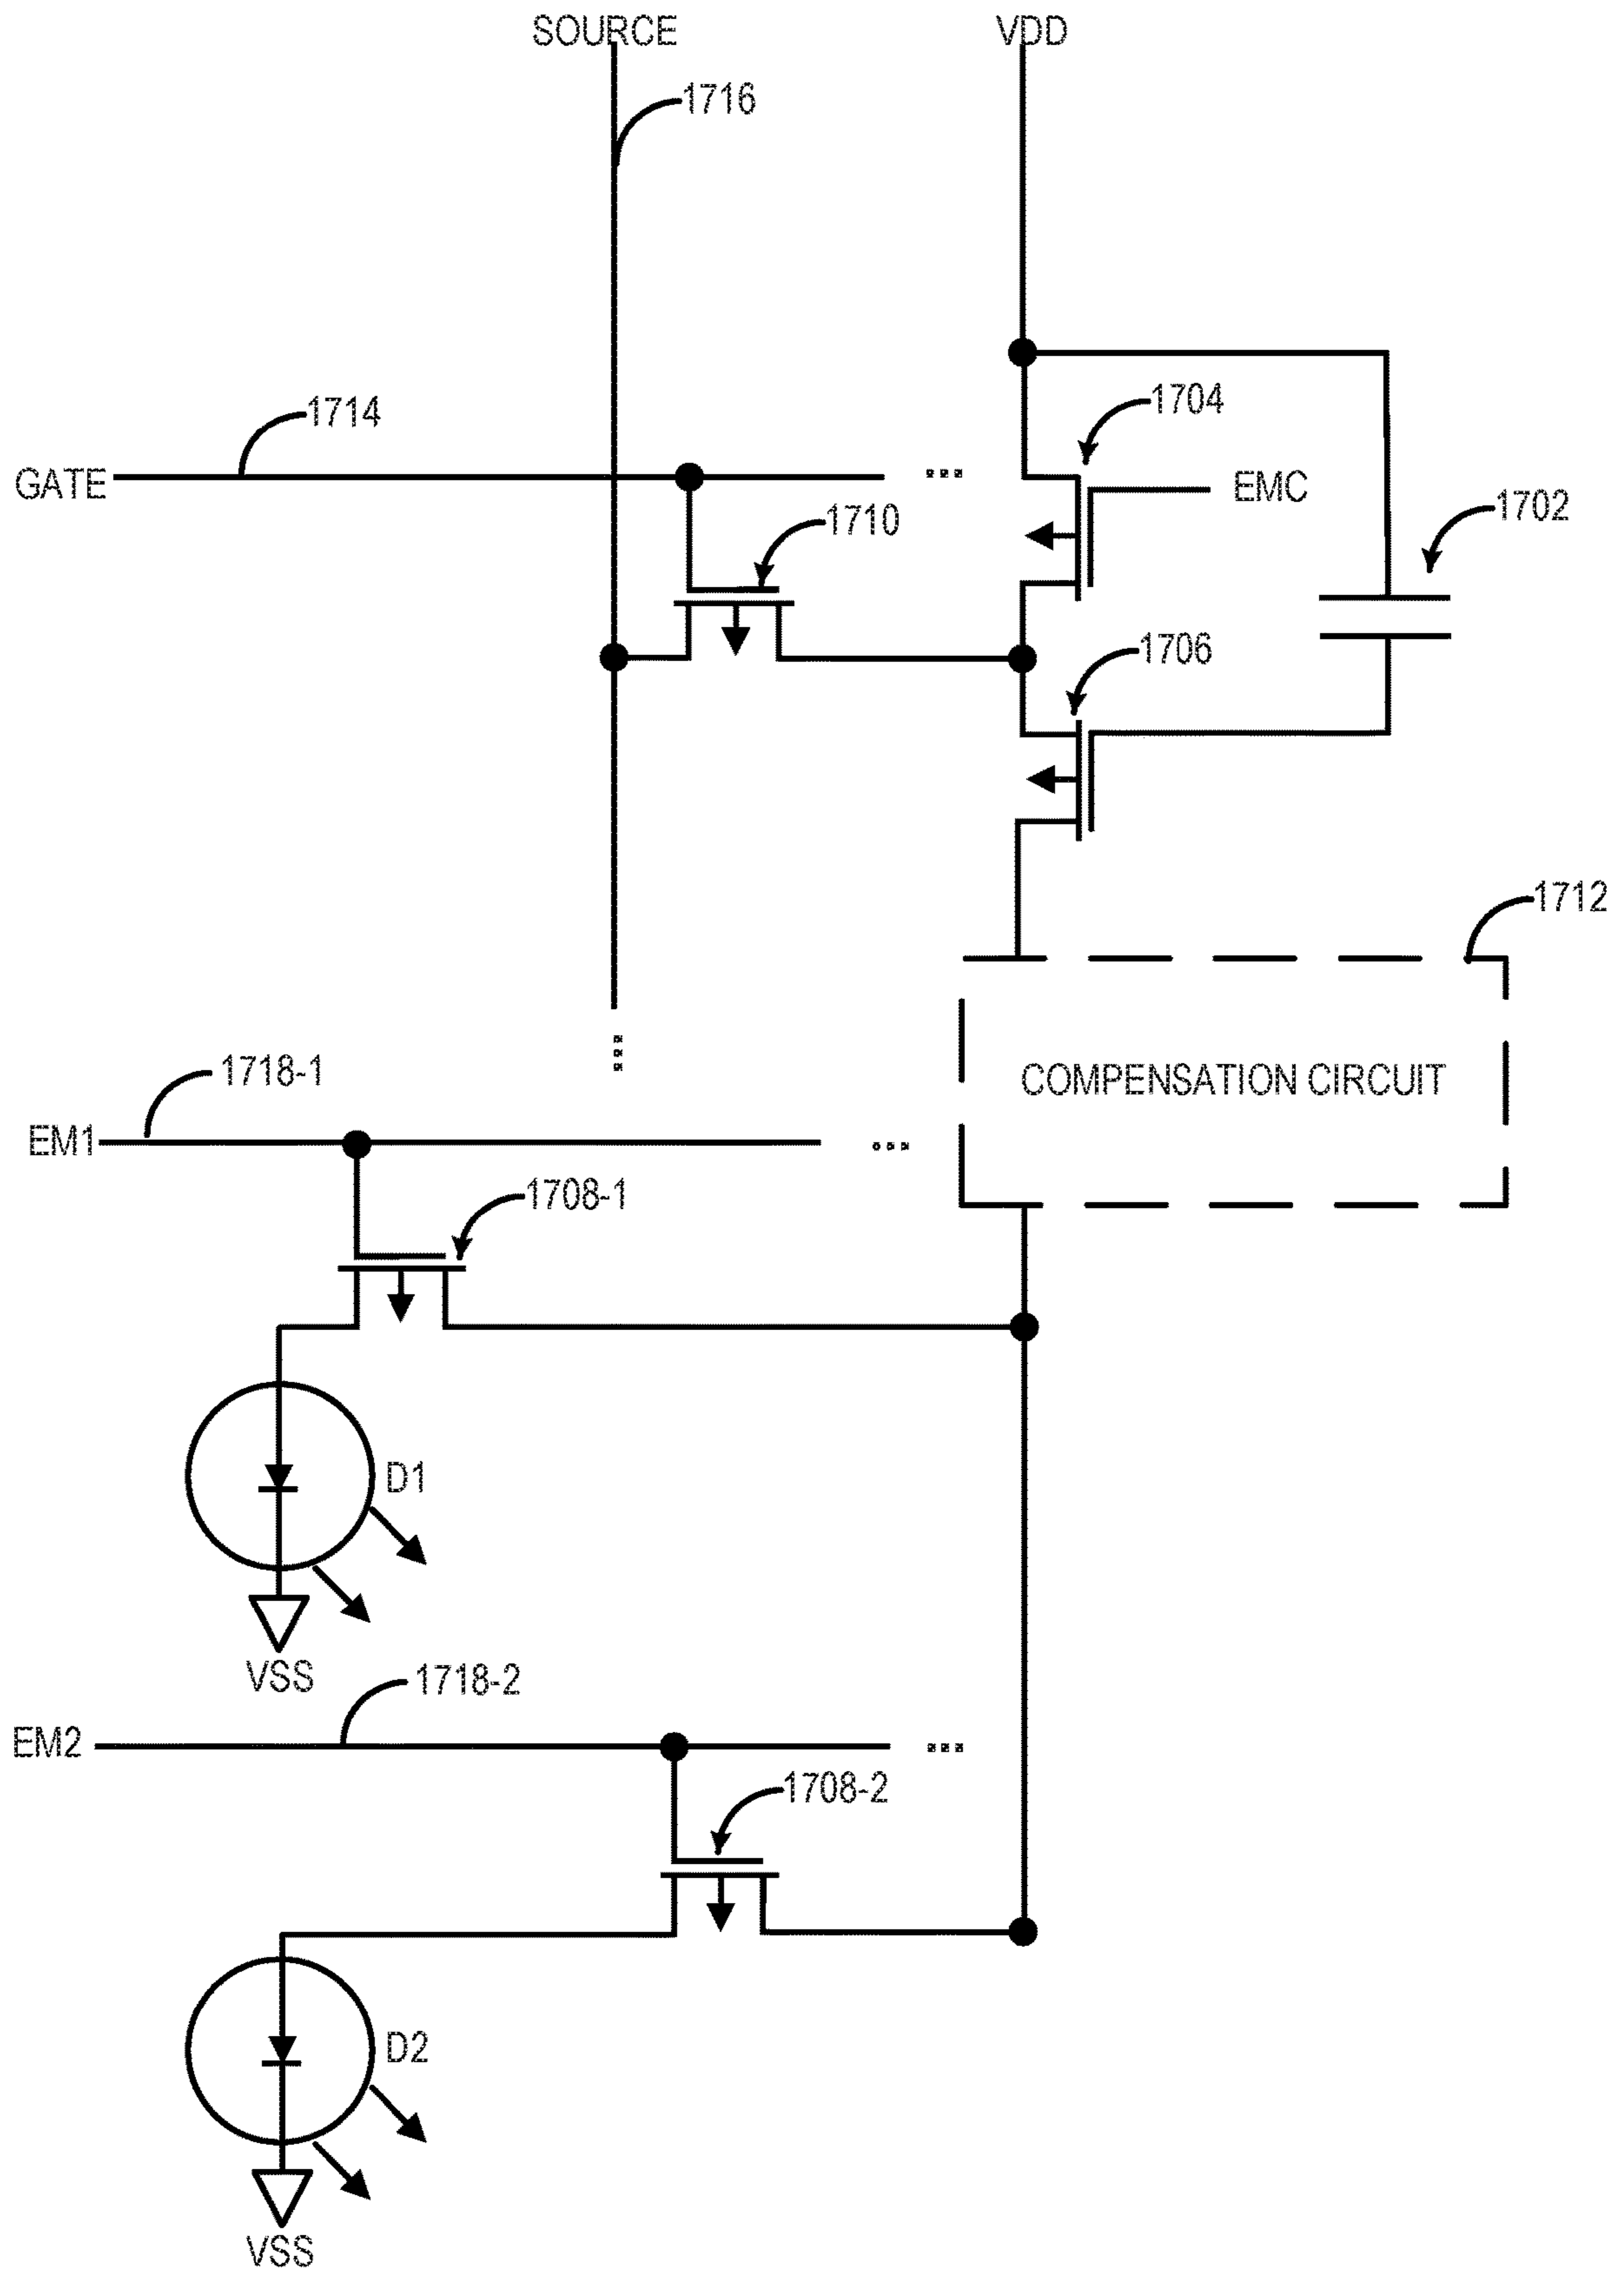 SOURCE
VDD
1716
1714
1704
GATE
EMC
1710
1702
1706
1712
1718-1
COMPENSATION CIRCUIT
EM1
1708-1
D1
VSS
1718-2
EM2
1708-2
D2
VSS